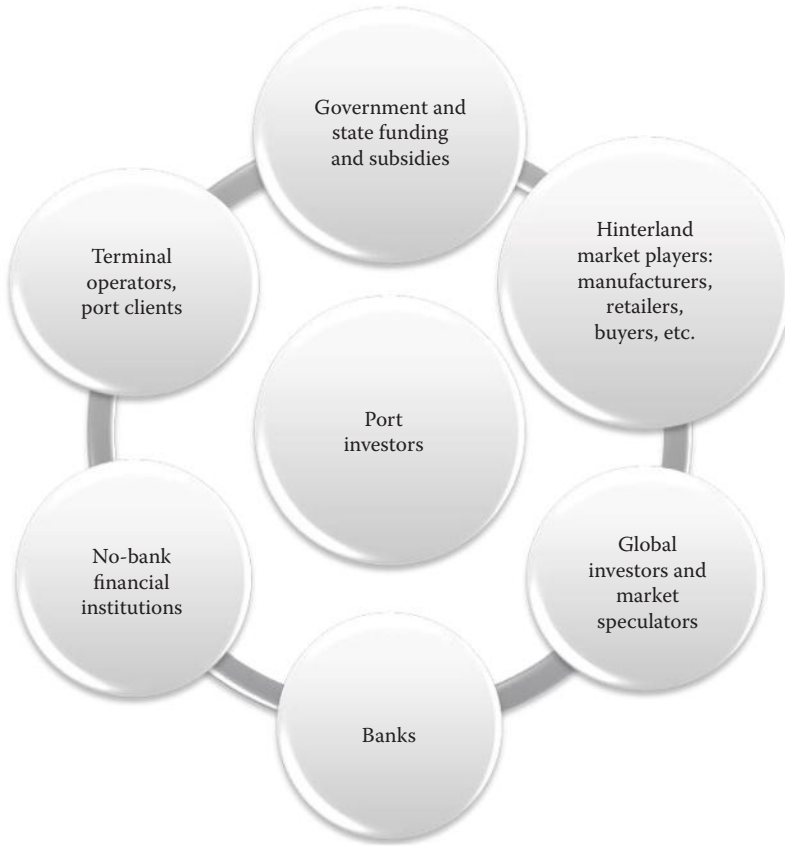 Government and
state funding
and subsidies
Hinterland
market players:
manufacturers,
retailers,
buyers, etc.
Terminal
operators,
port clients
Port
investors
No-bank
financial
institutions
Global
investors and
market
speculators
Banks